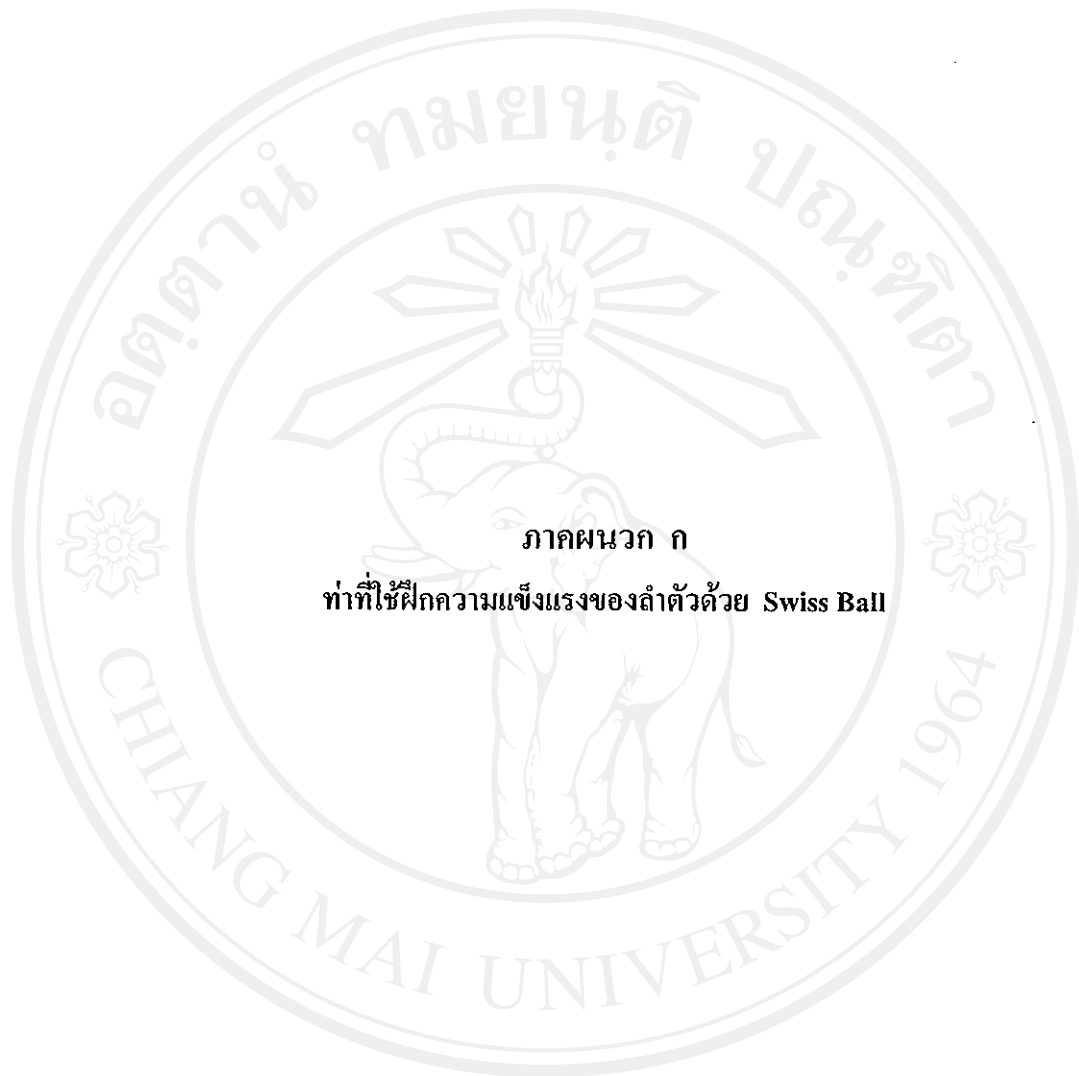 อตฺตานํ ทมยนฺติ ปณฺฑิตา
ภาคผนวก ก
ท่าที่ใช้ฝึกความแข็งแรงของลำตัวด้วย Swiss Ball
CHIANG MAI UNIVERSITY 1964